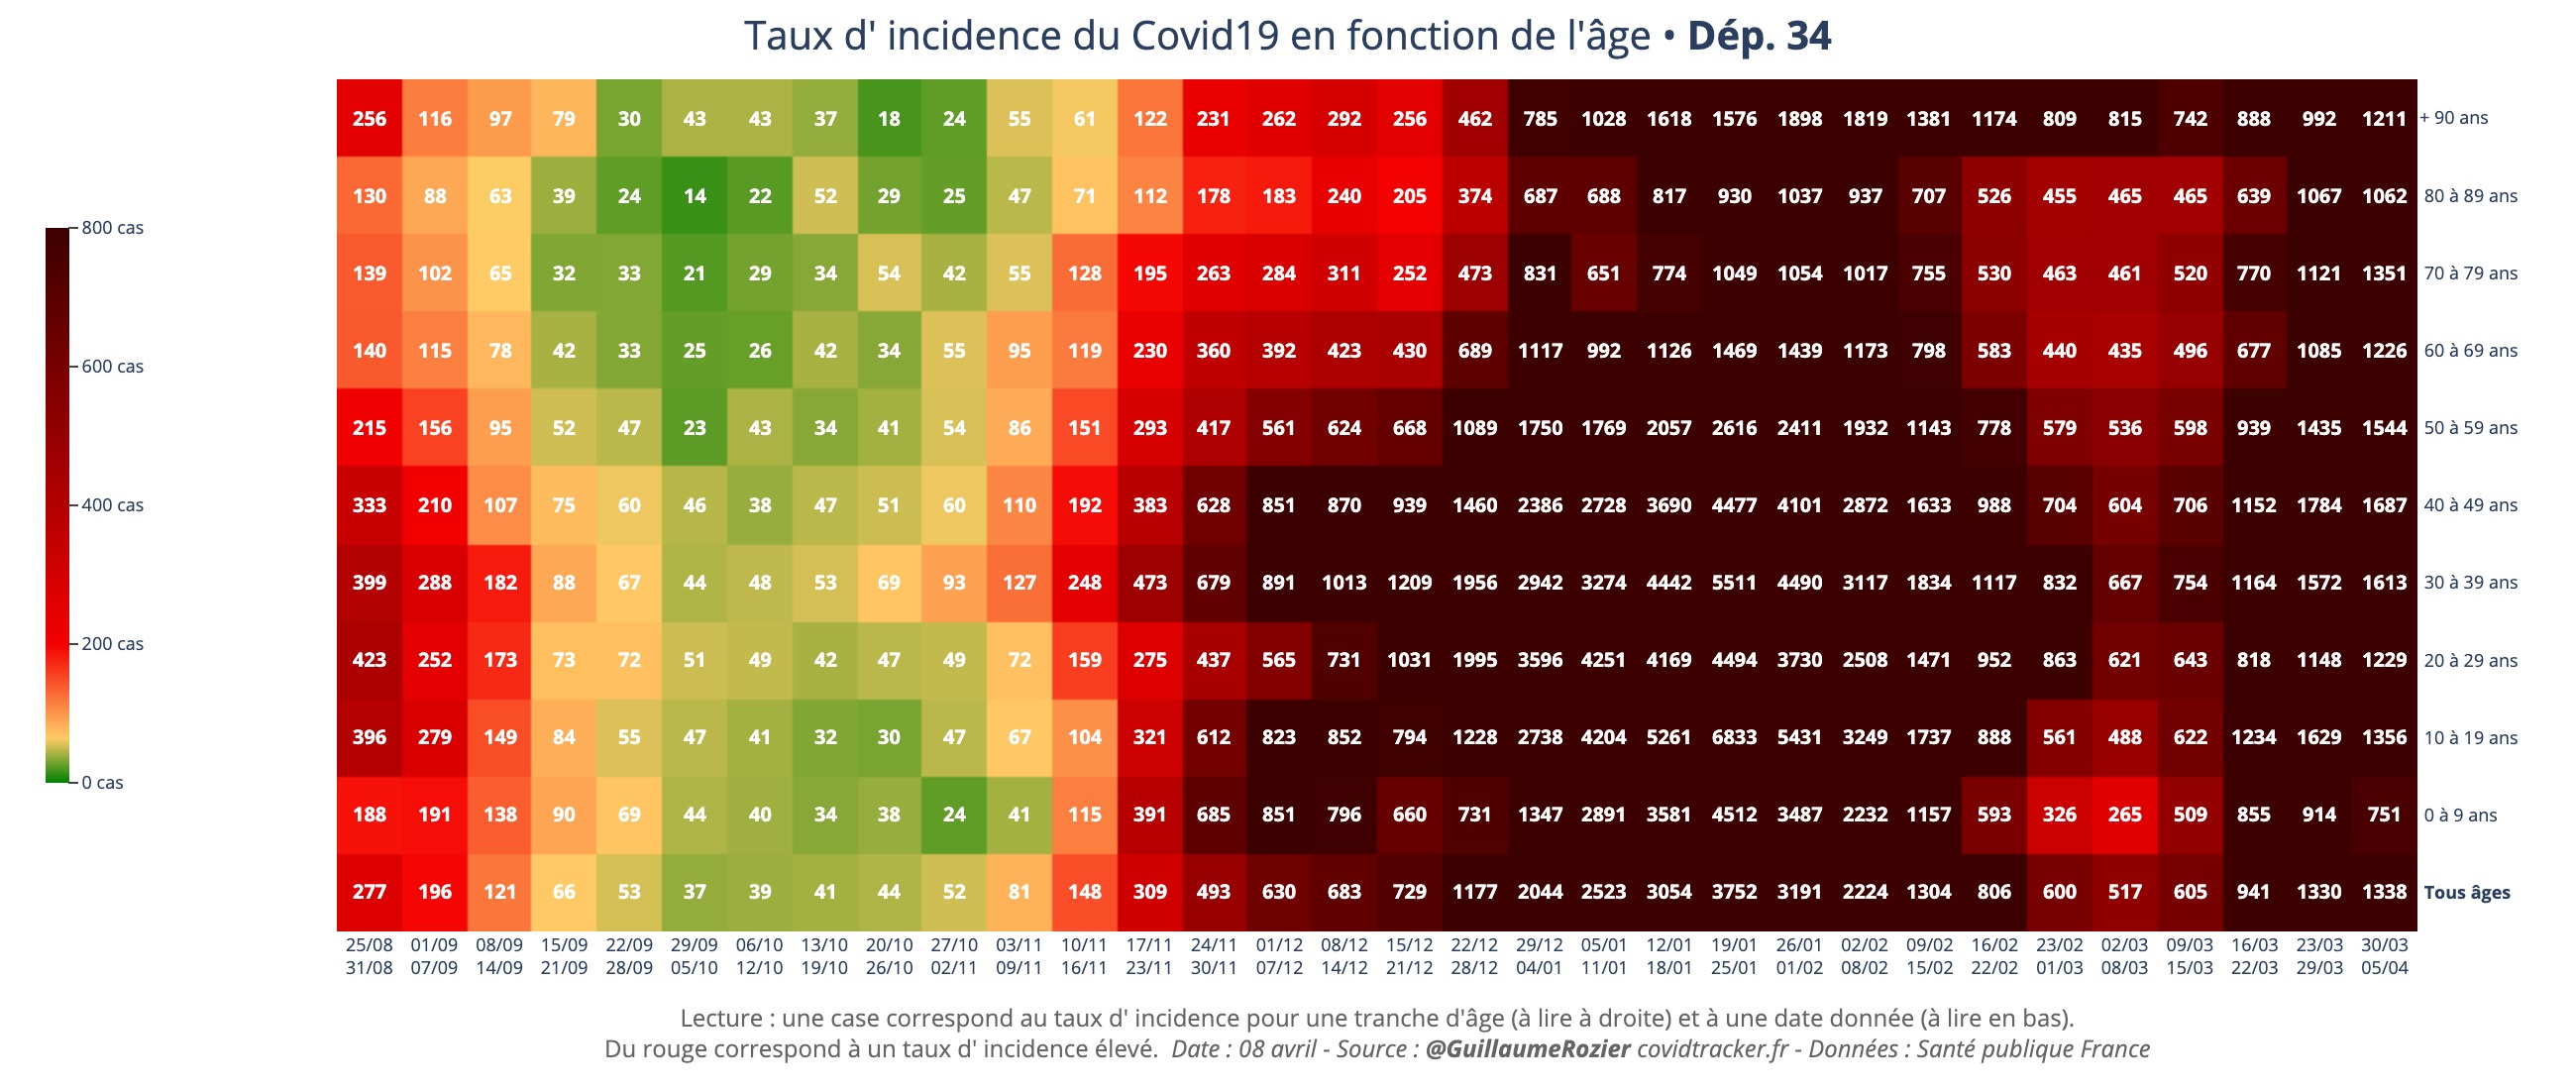 Taux d' incidence du Covid19 en fonction de l'âge • Dép. 34
256 116 97 79 30 43 43 37 18 24 55 61 122 231 262 292 256 462 785 1028 1618 1576 1898 1819 1381 1174 809 815 742 888 992 1211 + 90 ans
130 88 63 39 24 14 22 52 29 25 47 71 112 178 183 240 205 374 687 688 817 930 1037 937 707 526 455 465 465 639 1067 1062 80 à 89 ans
800 cas
139 102 65 32 33 21 29 34 54 42 55 128 195 263 284 311 252 473 831 651 774 1049 1054 1017 755 530 463 461 520 770 1121 1351 70 à 79 ans
140 115 78 42 33 25 26 42 34 55 95 119 230 360 392 423 430 689 1117 992 1126 1469 1439 1173 798 583 440 435 496 677 1085 1226 60 à 69 ans
600 cas
215 156 95 52 47 23 43 34 41 54 86 151 293 417 561 624 668 1089 1750 1769 2057 2616 2411 1932 1143 778 579 536 598 939 1435 1544 50 à 59 ans
400 cas
333 210 107 75 60 46 38 47 51 60 110 192 383 628 851 870 939 1460 2386 2728 3690 4477 4101 2872 1633 988 704 604 706 1152 1784 1687 40 à 49 ans
399 288 182 88 67 44 48 53 69 93 127 248 473 679 891 1013 1209 1956 2942 3274 4442 5511 4490 3117 1834 1117 832 667 754 1164 1572 1613 30 à 39 ans
200 cas
423 252 173 73 72 51 49 42 47 49 72 159 275 437 565 731 1031 1995 3596 4251 4169 4494 3730 2508 1471 952 863 621 643 818 1148 1229 20 à 29 ans
396 279 149 84 55 47 41 32 30 47 67 104 321 612 823 852 794 1228 2738 4204 5261 6833 5431 3249 1737 888 561 488 622 1234 1629 1356 10 à 19 ans
0 cas
188 191 138 90 69 44 40 34 38 24 41 115 391 685 851 796 660 731 1347 2891 3581 4512 3487 2232 1157 593 326 265 509 855 914 751 0 à 9 ans
277 196 121 66 53 37 39 41 44 52 81 148 309 493 630 683 729 1177 2044 2523 3054 3752 3191 2224 1304 806 600 517 605 941 1330 1338 Tous âges
25/08 01/09 08/09 15/09 22/09 29/09 06/10 13/10 20/10 27/10 03/11 10/11 17/11 24/11 01/12 08/12 15/12 22/12 29/12 05/01 12/01 19/01 26/01 02/02 09/02 16/02 23/02 02/03 09/03 16/03 23/03 30/03
31/08 07/09 14/09 21/09 28/09 05/10 12/10 19/10 26/10 02/11 09/11 16/11 23/11 30/11 07/12 14/12 21/12 28/12 04/01 11/01 18/01 25/01 01/02 08/02 15/02 22/02 01/03 08/03 15/03 22/03 29/03 05/04
Lecture : une case correspond au taux d' incidence pour une tranche d'âge (à lire à droite) et à une date donnée (à lire en bas).
Du rouge correspond à un taux d' incidence élevé. Date : 08 avril - Source : @GuillaumeRozier covidtracker.fr - Données : Santé publique France